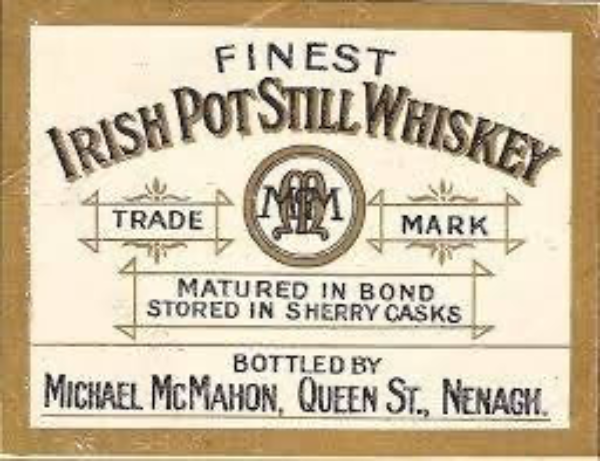 FINEST
IRISH POT STILL WHISKEY
TRADE MARK
MATURED IN BOND
STORED IN SHERRY CASKS
BOTTLED BY
MICHAEL MCMAHON, QUEEN ST., NENAGH.